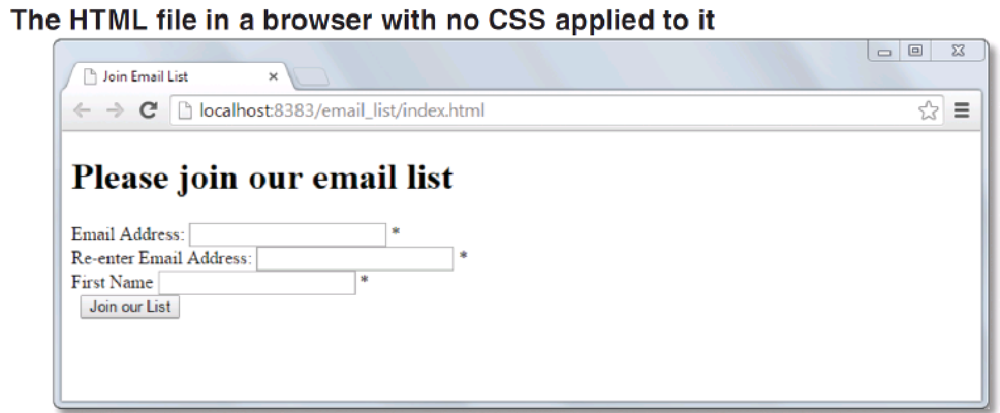 The HTML file in a browser with no CSS applied to it
Join Email List
localhost:8383/email_list/index.html
Please join our email list
Email Address: *
Re-enter Email Address: *
First Name *
Join our List